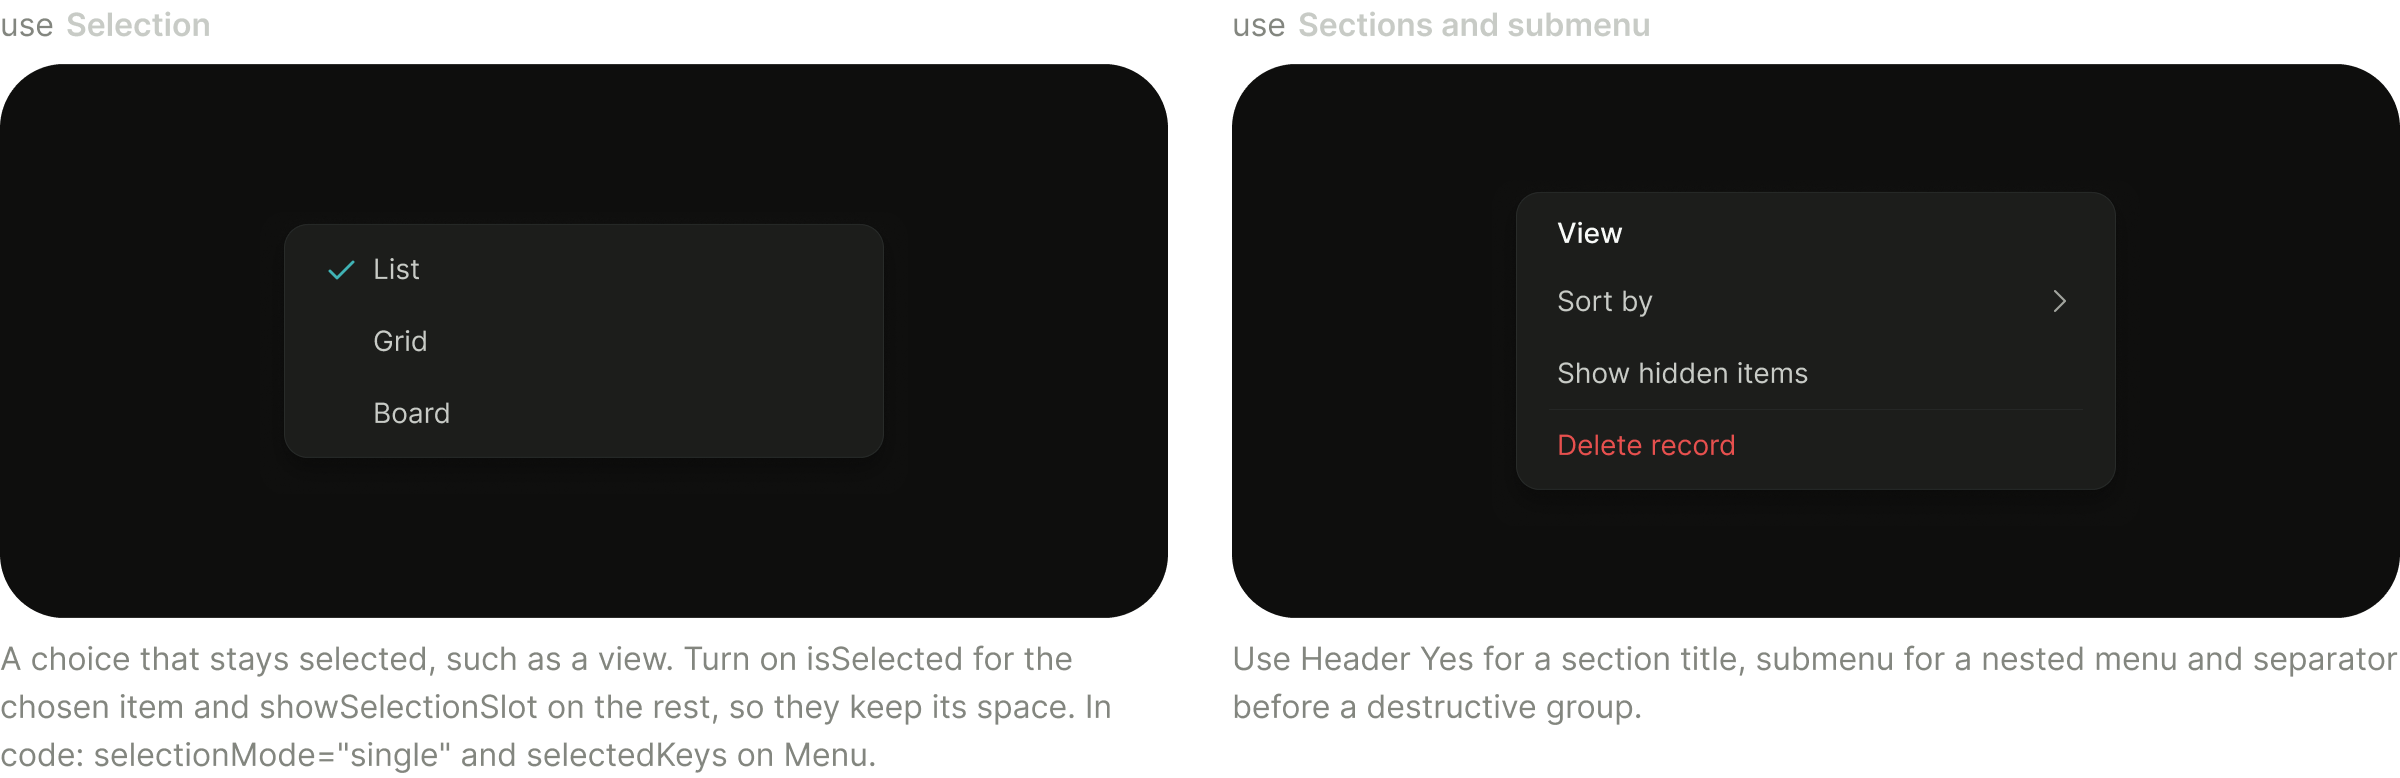 use Selection
List
Grid
Board
A choice that stays selected, such as a view. Turn on isSelected for the
chosen item and showSelectionSlot on the rest, so they keep its space. In
code: selectionMode="single" and selectedKeys on Menu.
use Sections and submenu
View
Sort by
Show hidden items
Delete record
Use Header Yes for a section title, submenu for a nested menu and separator
before a destructive group.